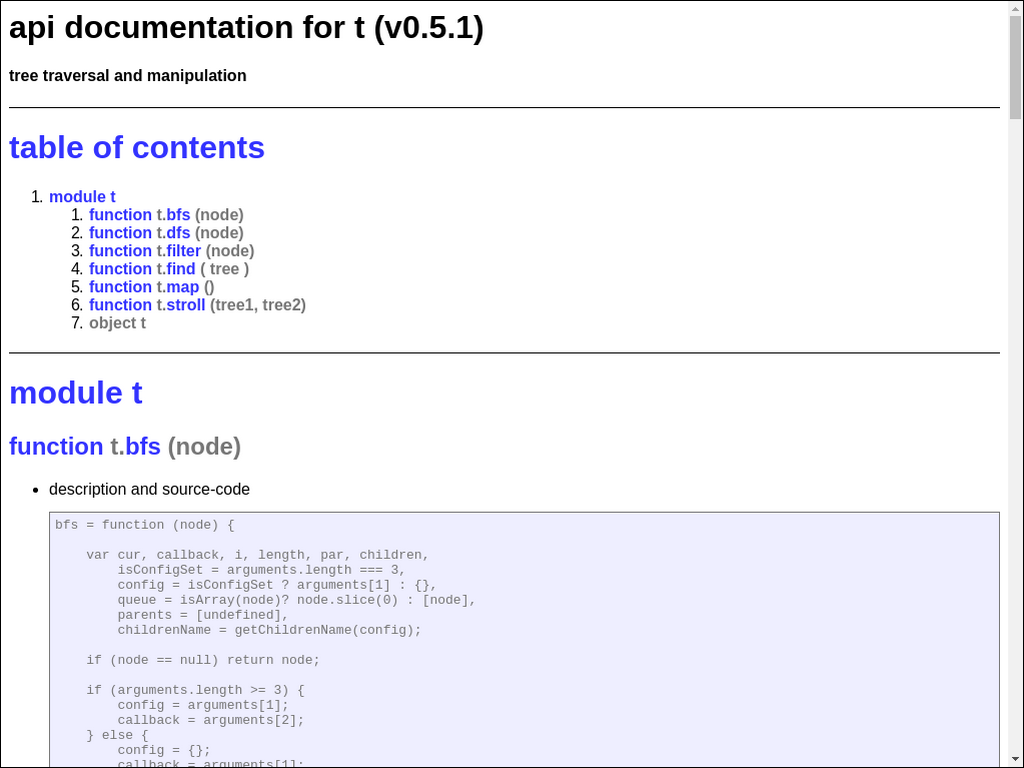 api documentation for t (v0.5.1)
tree traversal and manipulation
table of contents
1. module t
1. function t.bfs (node)
2. function t.dfs (node)
3. function t.filter (node)
4. function t.find ( tree )
5. function t.map ()
6. function t.stroll (tree1, tree2)
7. object t
module t
function t.bfs (node)
• description and source-code
bfs = function (node) {
    var cur, callback, i, length, par, children,
        isConfigSet = arguments.length === 3,
        config = isConfigSet ? arguments[1] : {},
        queue = isArray(node)? node.slice(0) : [node],
        parents = [undefined],
        childrenName = getChildrenName(config);
    if (node == null) return node;
    if (arguments.length >= 3) {
        config = arguments[1];
        callback = arguments[2];
    } else {
        config = {};
        callback = arguments[1];